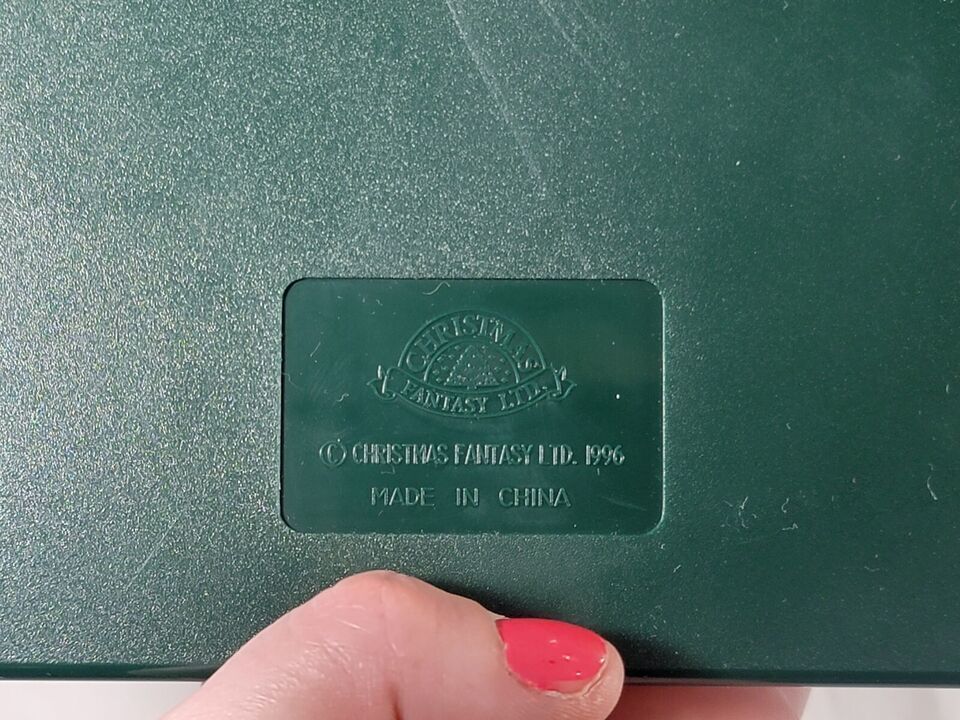 CHRISTMAS
FANTASY LTD.
© CHRISTMAS FANTASY LTD. 1996
MADE IN CHINA